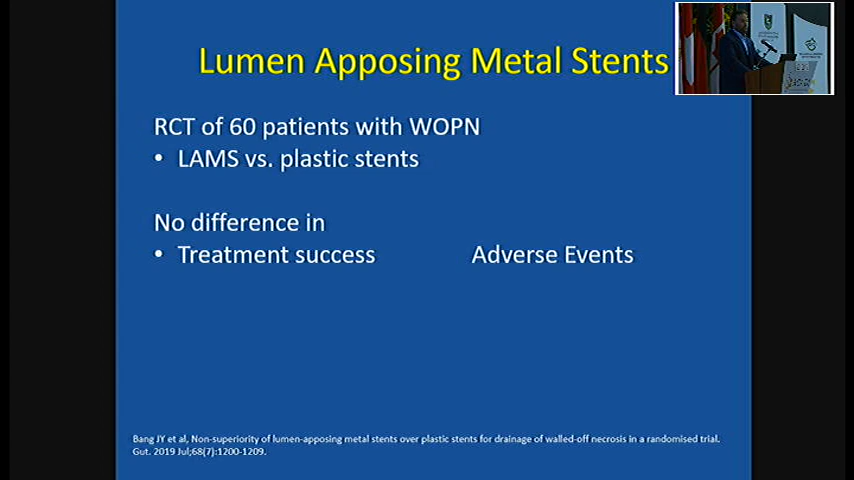 Lumen Apposing Metal Stents
RCT of 60 patients with WOPN
• LAMS vs. plastic stents
No difference in
• Treatment success Adverse Events
Bang JY et al, Non-superiority of lumen-apposing metal stents over plastic stents for drainage of walled-off necrosis in a randomised trial.
Gut. 2019 Jul;68(7):1200-1209.